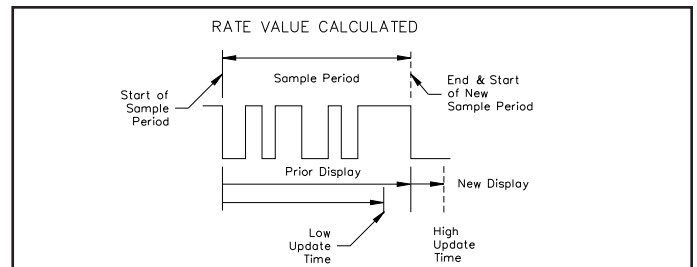 RATE VALUE CALCULATED
Sample Period
Start of
Sample
Period
End & Start
of New
Sample Period
Prior Display
New Display
Low
Update
Time
High
Update
Time